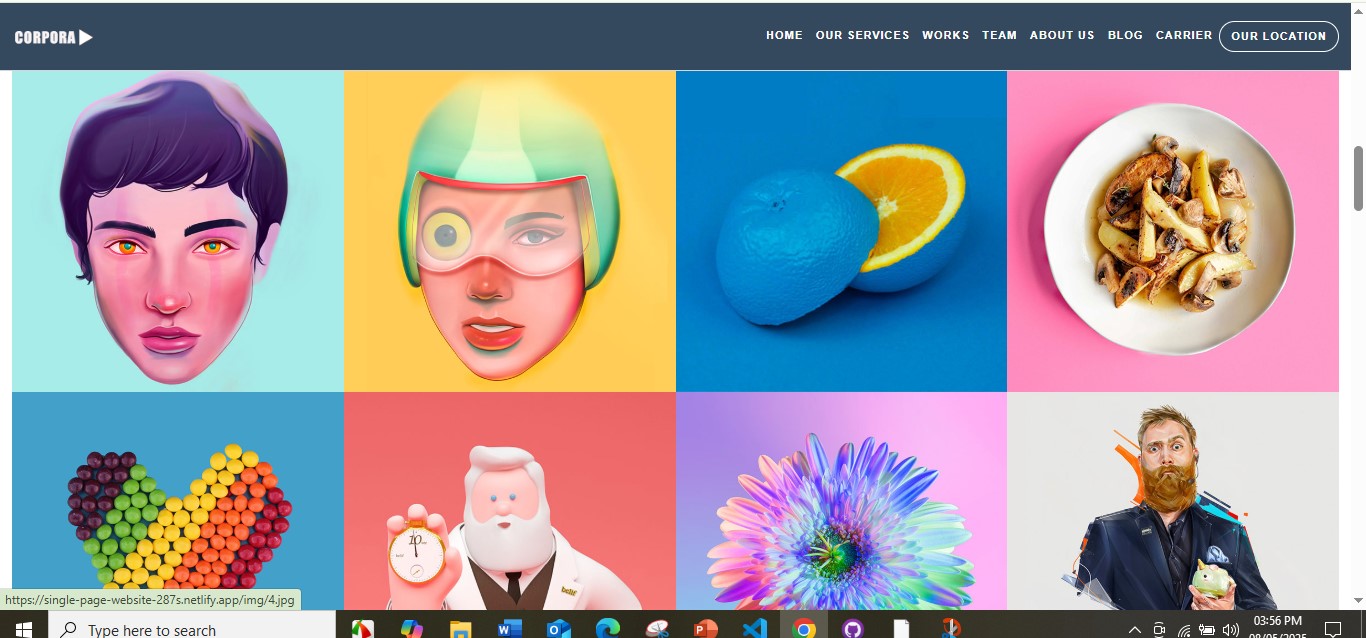 CORPORA
HOME OUR SERVICES WORKS TEAM ABOUT US BLOG CARRIER OUR LOCATION
10
https://single-page-website-287s.netlify.app/img/4.jpg
Type here to search
03:56 PM